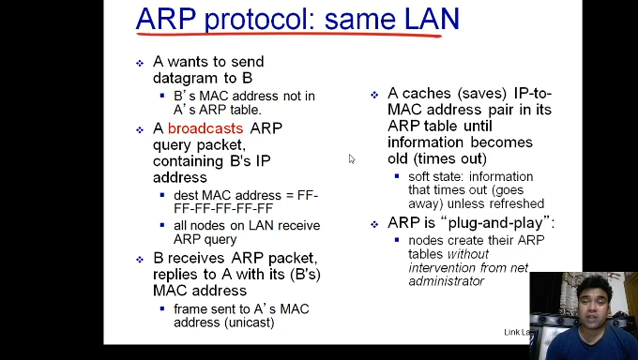 ARP protocol: same LAN
A wants to send
datagram to B
B's MAC address not in
A's ARP table.
A broadcasts ARP
query packet,
containing B's IP
address
dest MAC address = FF-
FF-FF-FF-FF-FF
all nodes on LAN receive
ARP query
B receives ARP packet,
replies to A with its (B's)
MAC address
frame sent to A's MAC
address (unicast)
A caches (saves) IP-to-
MAC address pair in its
ARP table until
information becomes
old (times out)
soft state: information
that times out (goes
away) unless refreshed
ARP is “plug-and-play”:
nodes create their ARP
tables without
intervention from net
administrator
Link